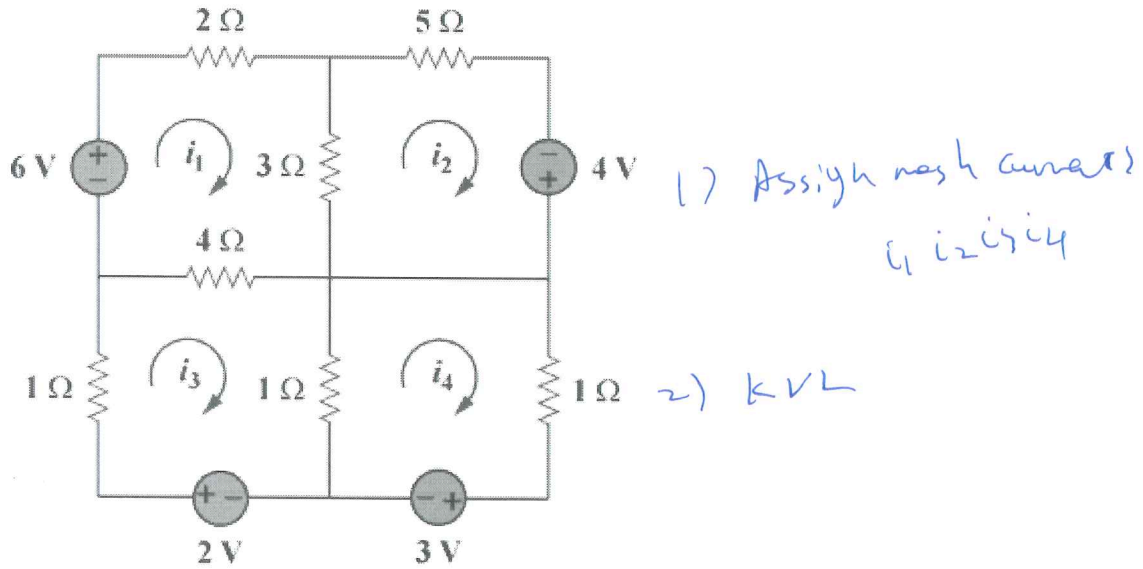 2 Ω 5 Ω
6 V + − i₁ 3 Ω i₂ − + 4 V
1) Assign mesh currents
i₁ i₂ i₃ i₄
4 Ω
1 Ω i₃ 1 Ω i₄ 1 Ω
2) KVL
+ − − +
2 V 3 V